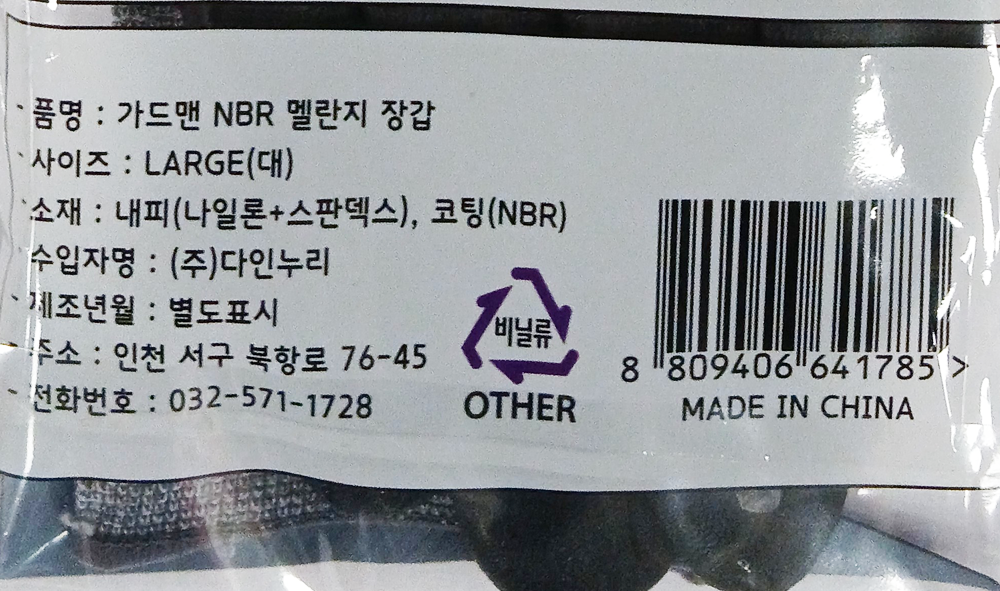 품명 : 가드맨 NBR 멜란지 장갑
사이즈 : LARGE(대)
소재 : 내피(나일론+스판덱스), 코팅(NBR)
수입자명 : (주)다인누리
제조년월 : 별도표시
주소 : 인천 서구 북항로 76-45
전화번호 : 032-571-1728
비닐류
OTHER
8 809406 641785 >
MADE IN CHINA